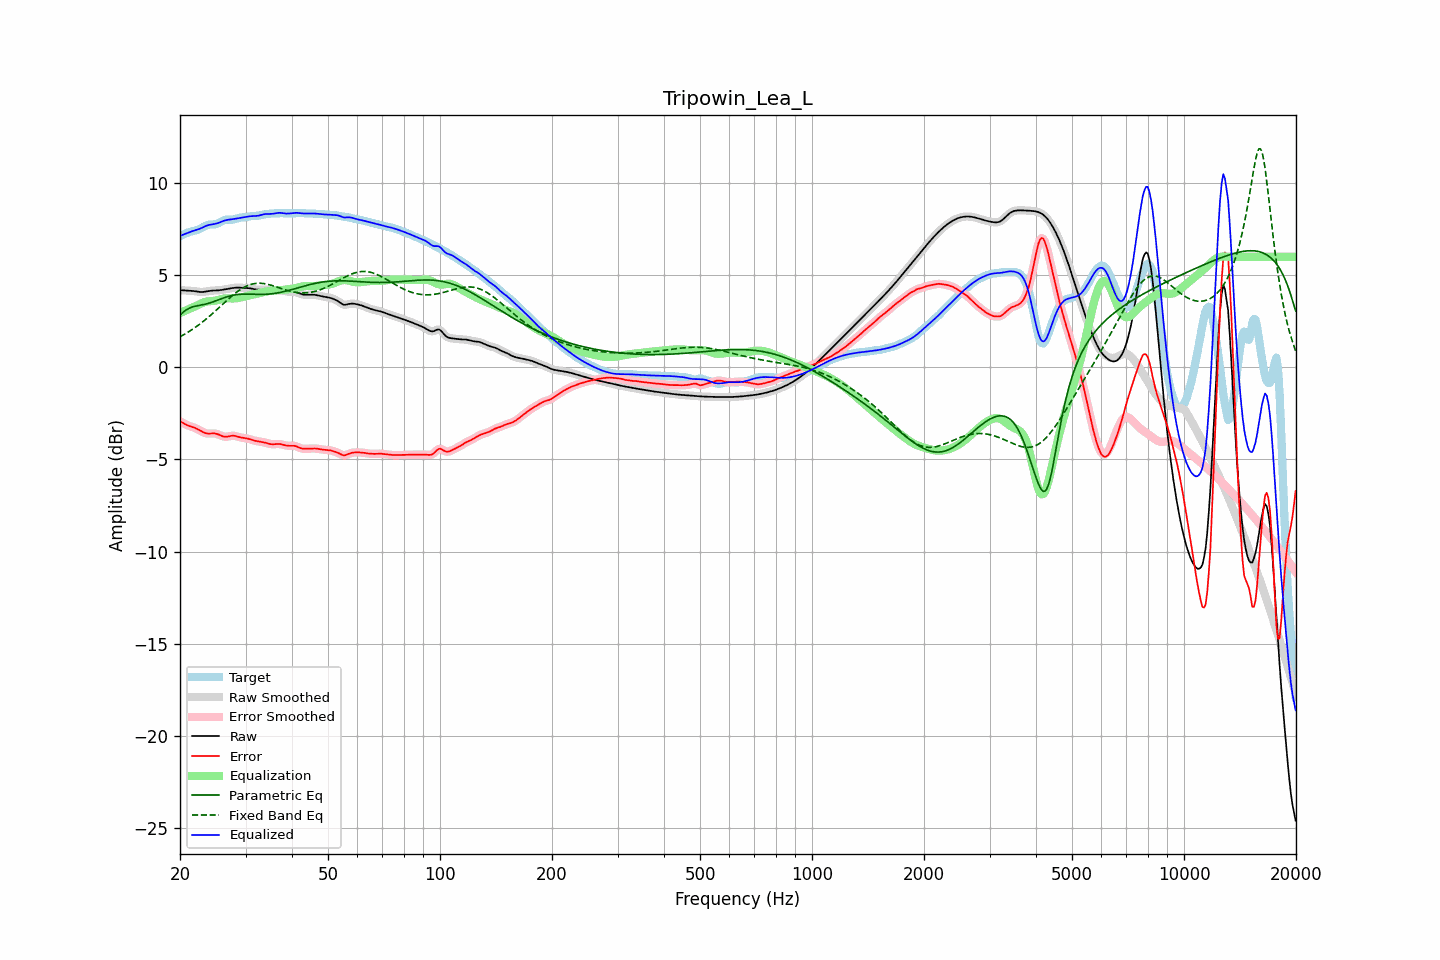 Tripowin_Lea_L
Amplitude (dBr)
10
5
0
−5
−10
−15
−20
−25
Target
Raw Smoothed
Error Smoothed
Raw
Error
Equalization
Parametric Eq
Fixed Band Eq
Equalized
20 50 100 200 500 1000 2000 5000 10000 20000
Frequency (Hz)